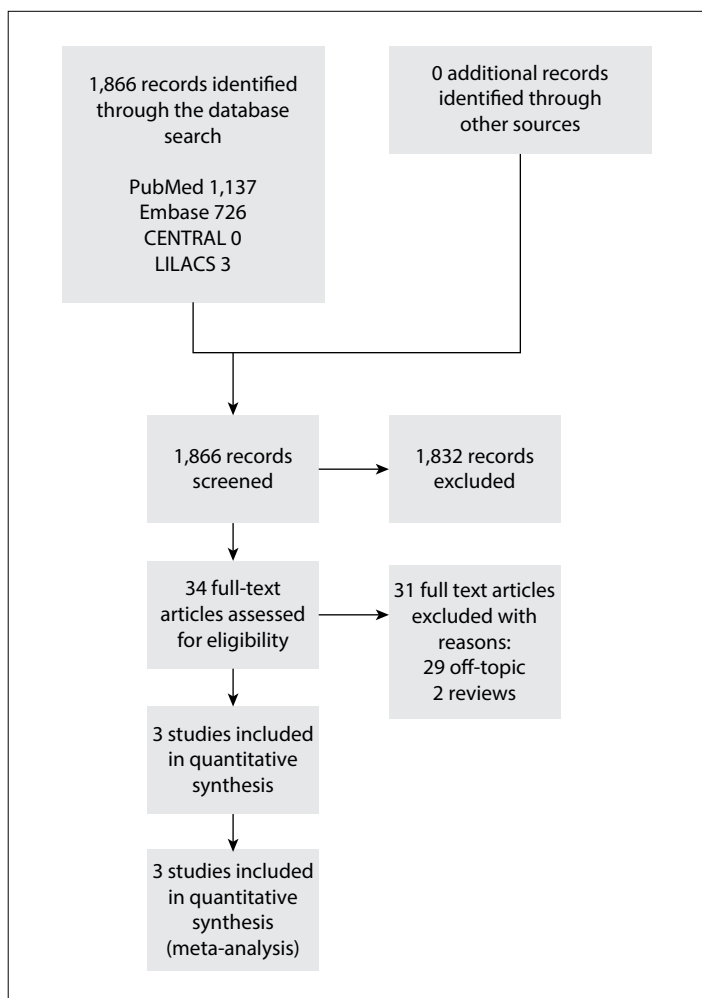 1,866 records identified
through the database
search
PubMed 1,137
Embase 726
CENTRAL 0
LILACS 3
0 additional records
identified through
other sources
1,866 records
screened
1,832 records
excluded
34 full-text
articles assessed
for eligibility
31 full text articles
excluded with
reasons:
29 off-topic
2 reviews
3 studies included
in quantitative
synthesis
3 studies included
in quantitative
synthesis
(meta-analysis)